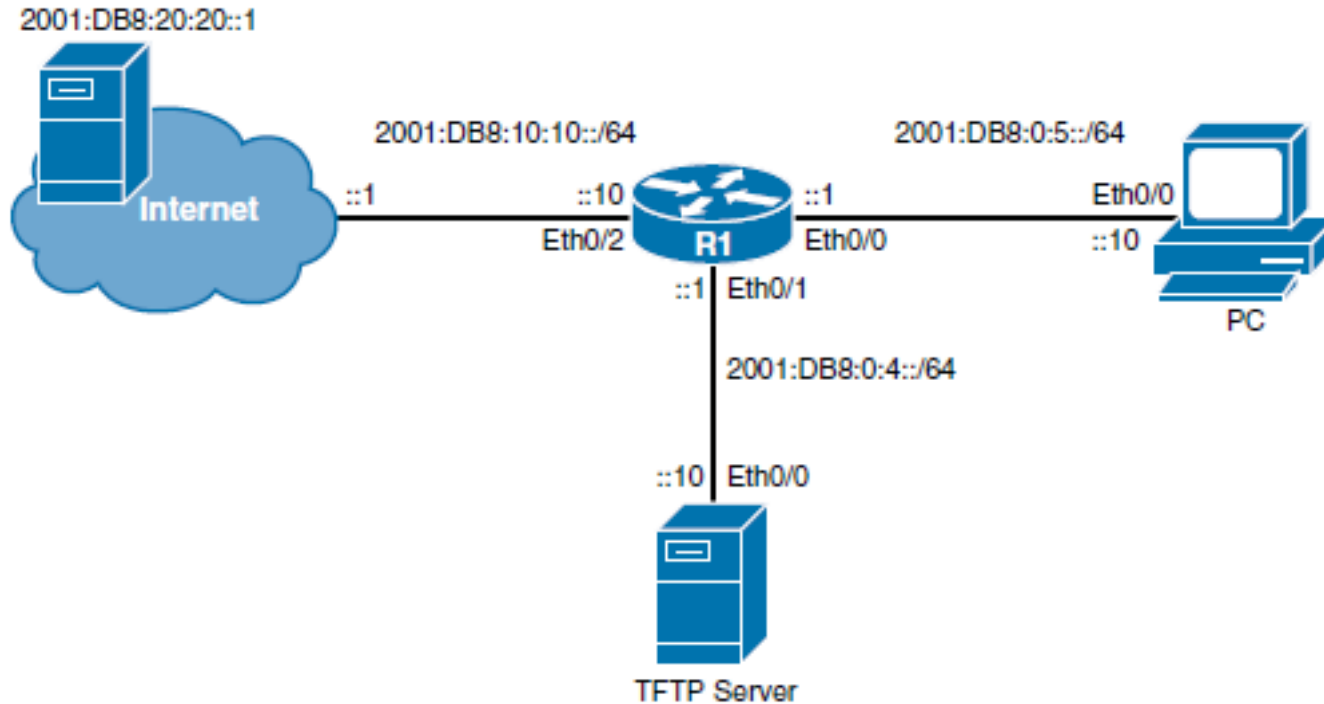 2001:DB8:20:20::1
2001:DB8:10:10::/64
2001:DB8:0:5::/64
Internet
::1
::10
::1
Eth0/0
Eth0/2
R1
Eth0/0
::10
::1
Eth0/1
PC
2001:DB8:0:4::/64
::10
Eth0/0
TFTP Server